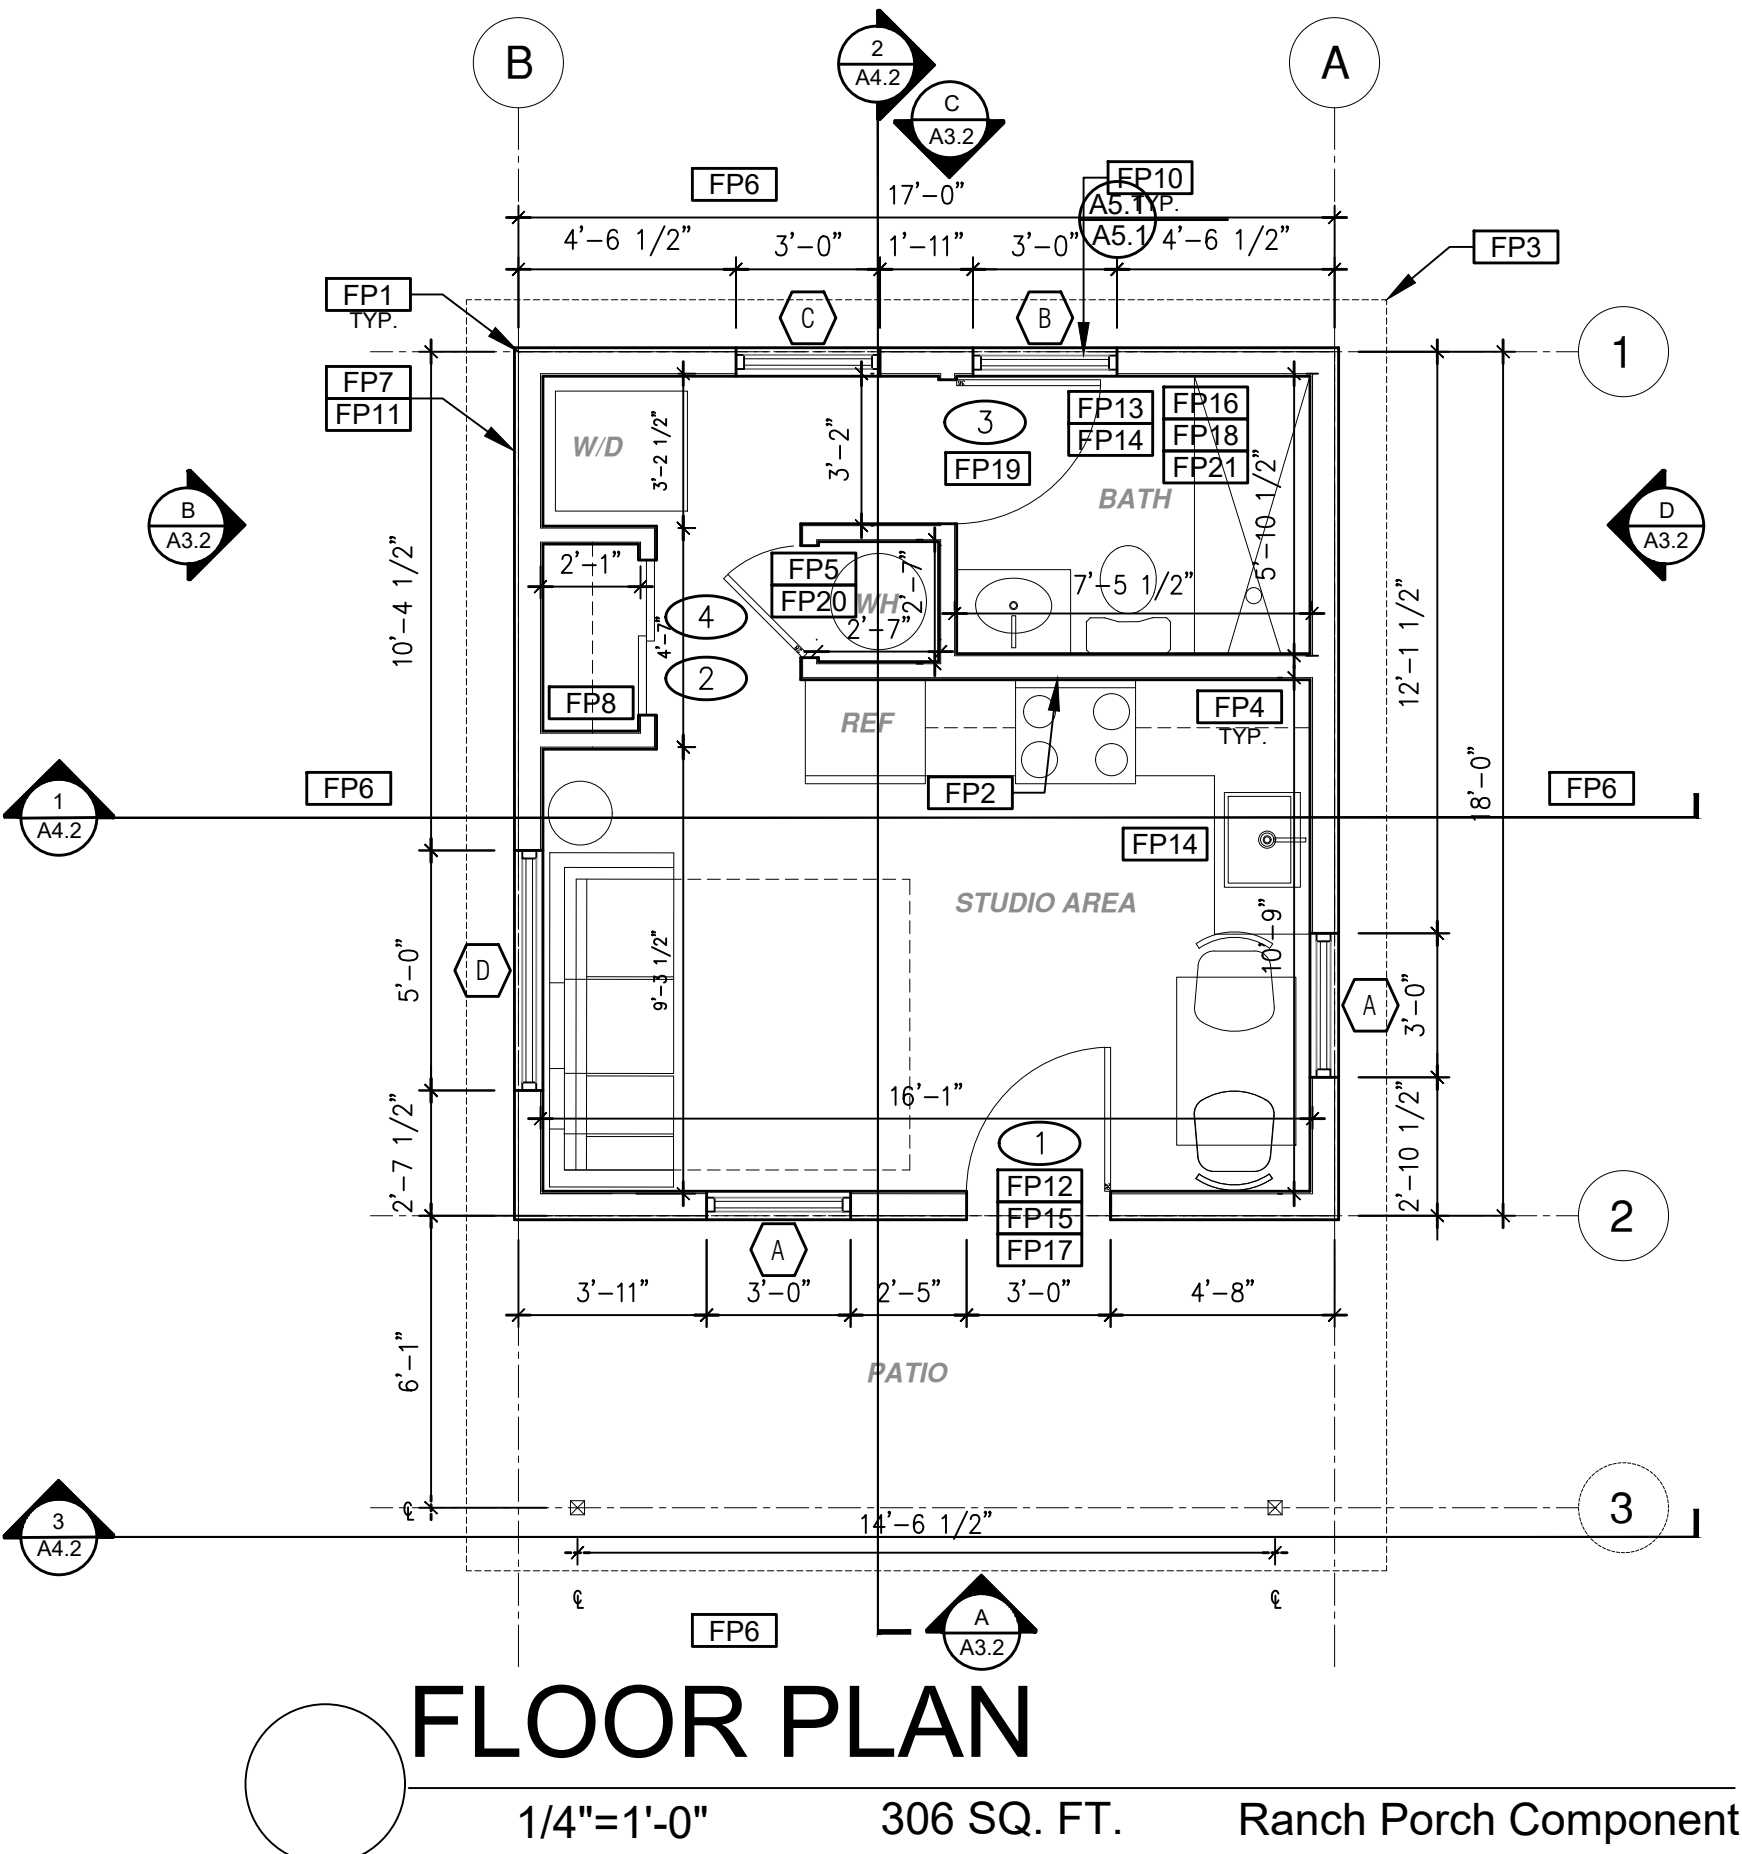 B
2
A4.2
A
C
A3.2
FP6
17'-0"
FP10
TYP.
A5.1
A5.1
4'-6 1/2"
3'-0"
1'-11"
3'-0"
4'-6 1/2"
FP3
FP1
TYP.
C
B
1
FP7
FP11
W/D
3'-2 1/2"
3'-2"
3
FP19
FP13
FP14
FP16
FP18
FP21
BATH
5'-10 1/2"
B
A3.2
D
A3.2
10'-4 1/2"
2'-1"
FP5
FP20
WH
2'-7"
2'-7"
7'-5 1/2"
4
4'-7"
2
12'-1 1/2"
FP8
REF
FP4
TYP.
FP2
18'-0"
FP6
FP6
1
A4.2
FP14
STUDIO AREA
10'-9"
9'-3 1/2"
5'-0"
D
A
3'-0"
16'-1"
2'-7 1/2"
1
FP12
FP15
FP17
2'-10 1/2"
2
A
3'-11"
3'-0"
2'-5"
3'-0"
4'-8"
6'-1"
PATIO
℄
3
14'-6 1/2"
3
A4.2
℄
℄
FP6
A
A3.2
FLOOR PLAN
1/4"=1'-0"
306 SQ. FT.
Ranch Porch Component